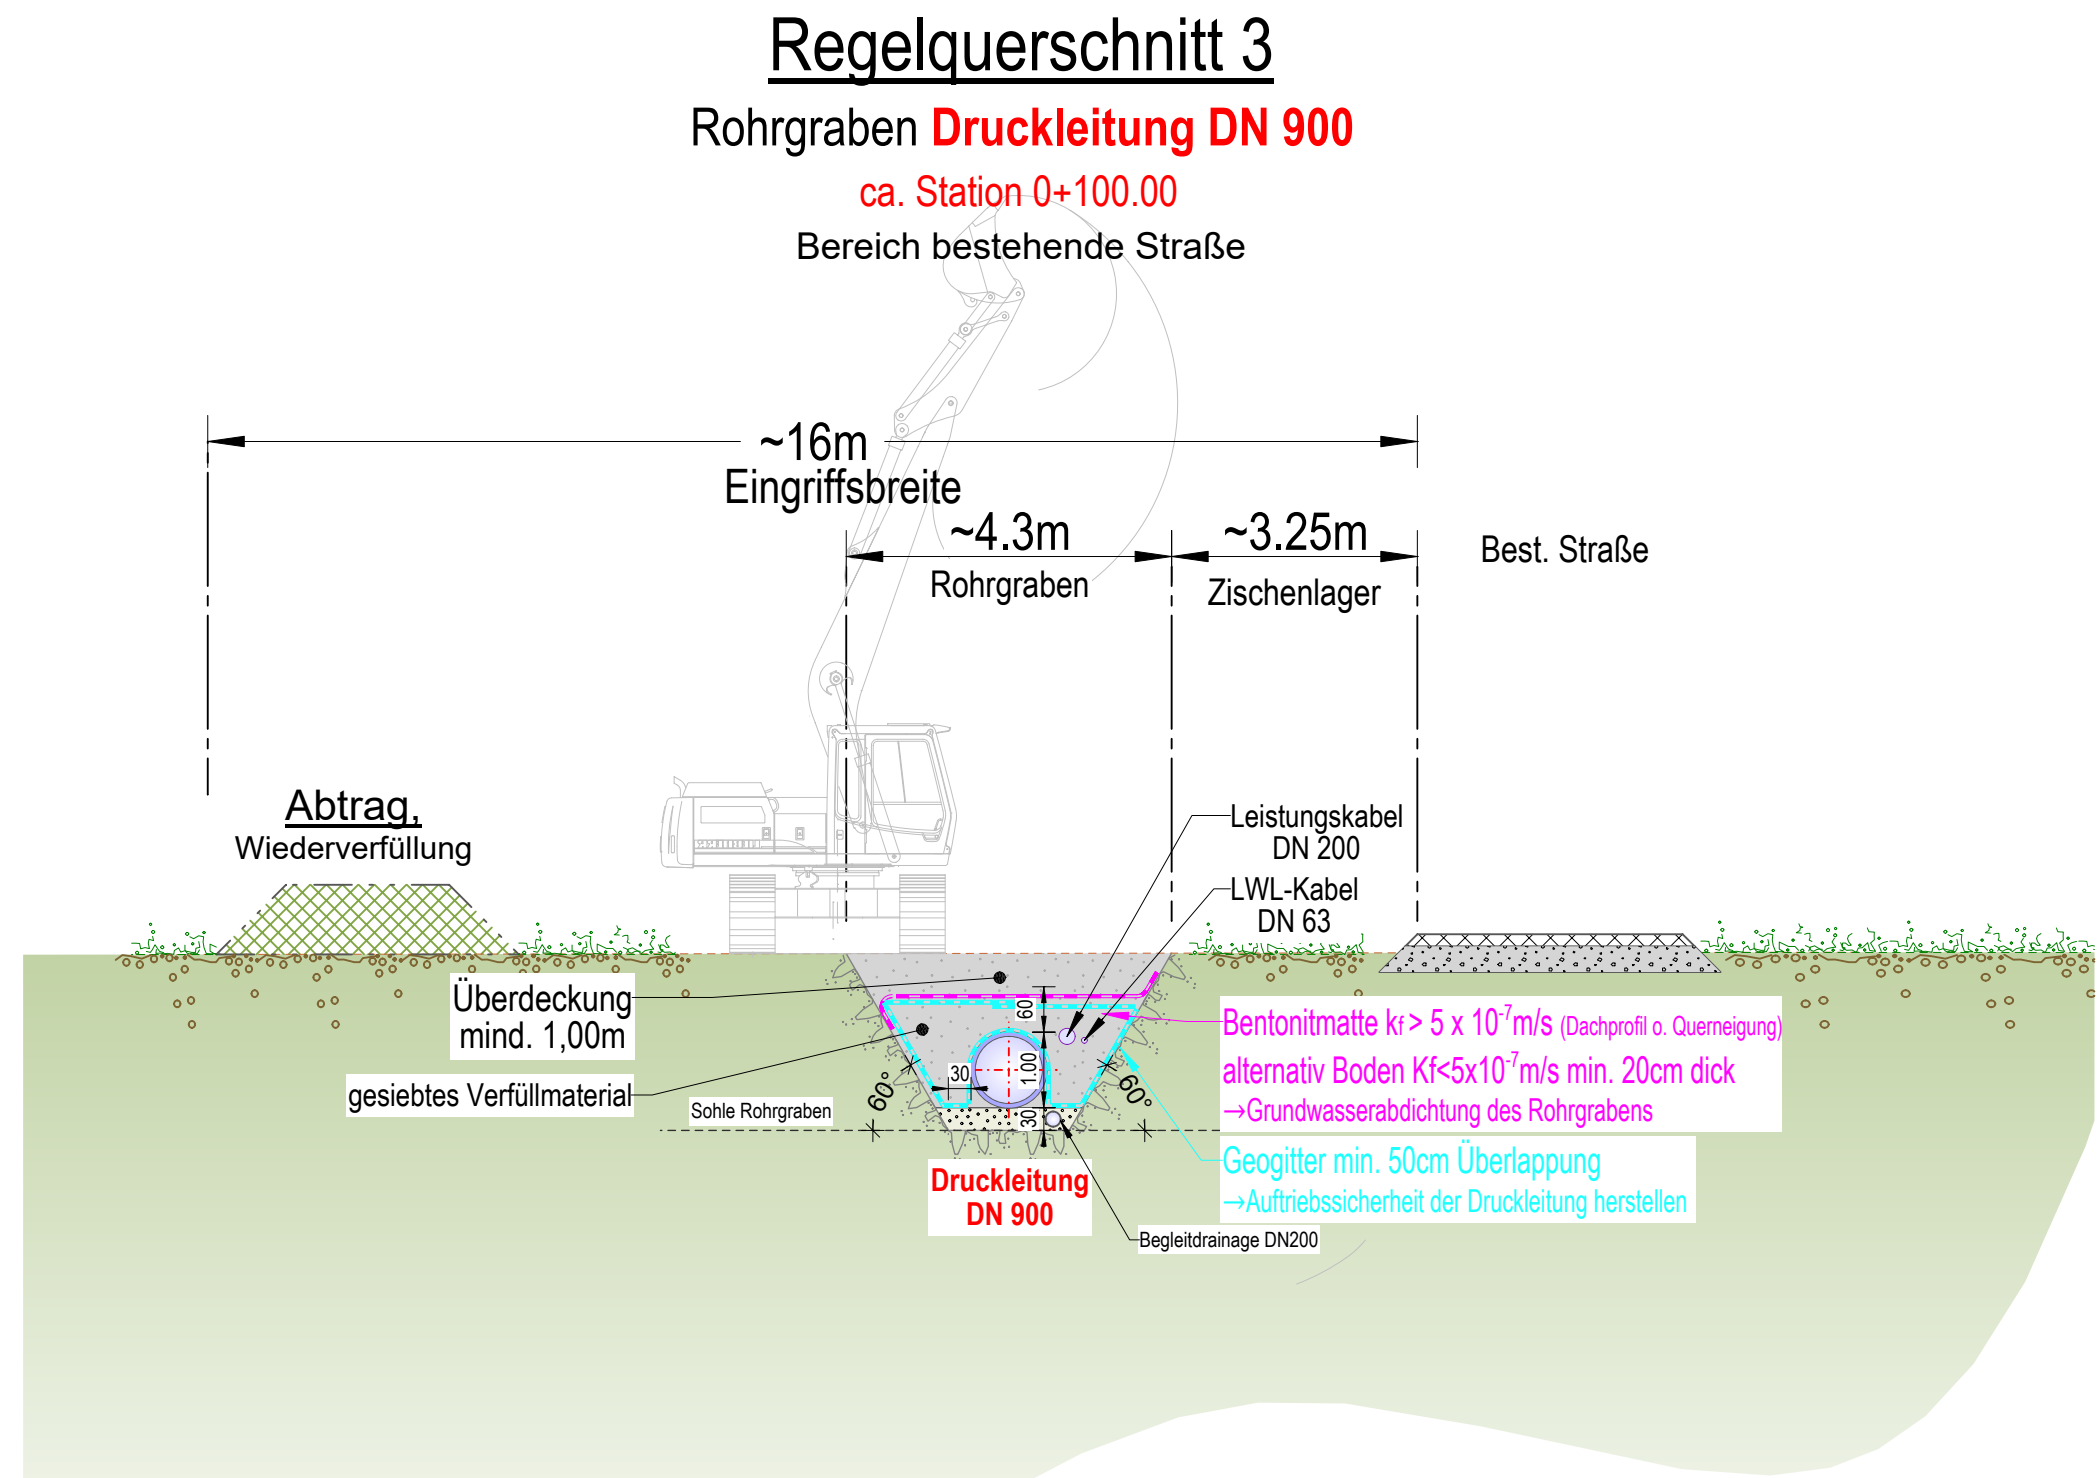 Regelquerschnitt 3
Rohrgraben Druckleitung DN 900
ca. Station 0+100.00
Bereich bestehende Straße
~16m
Eingriffsbreite
~4.3m
~3.25m
Rohrgraben
Zischenlager
Best. Straße
Abtrag,
Wiederverfüllung
Leistungskabel
DN 200
LWL-Kabel
DN 63
Überdeckung
mind. 1,00m
gesiebtes Verfüllmaterial
Sohle Rohrgraben
60
1.00
30
30
60°
60°
Bentonitmatte kf > 5 x 10⁻⁷m/s (Dachprofil o. Querneigung)
alternativ Boden Kf<5x10⁻⁷m/s min. 20cm dick
→Grundwasserabdichtung des Rohrgrabens
Geogitter min. 50cm Überlappung
→Auftriebssicherheit der Druckleitung herstellen
Druckleitung
DN 900
Begleitdrainage DN200